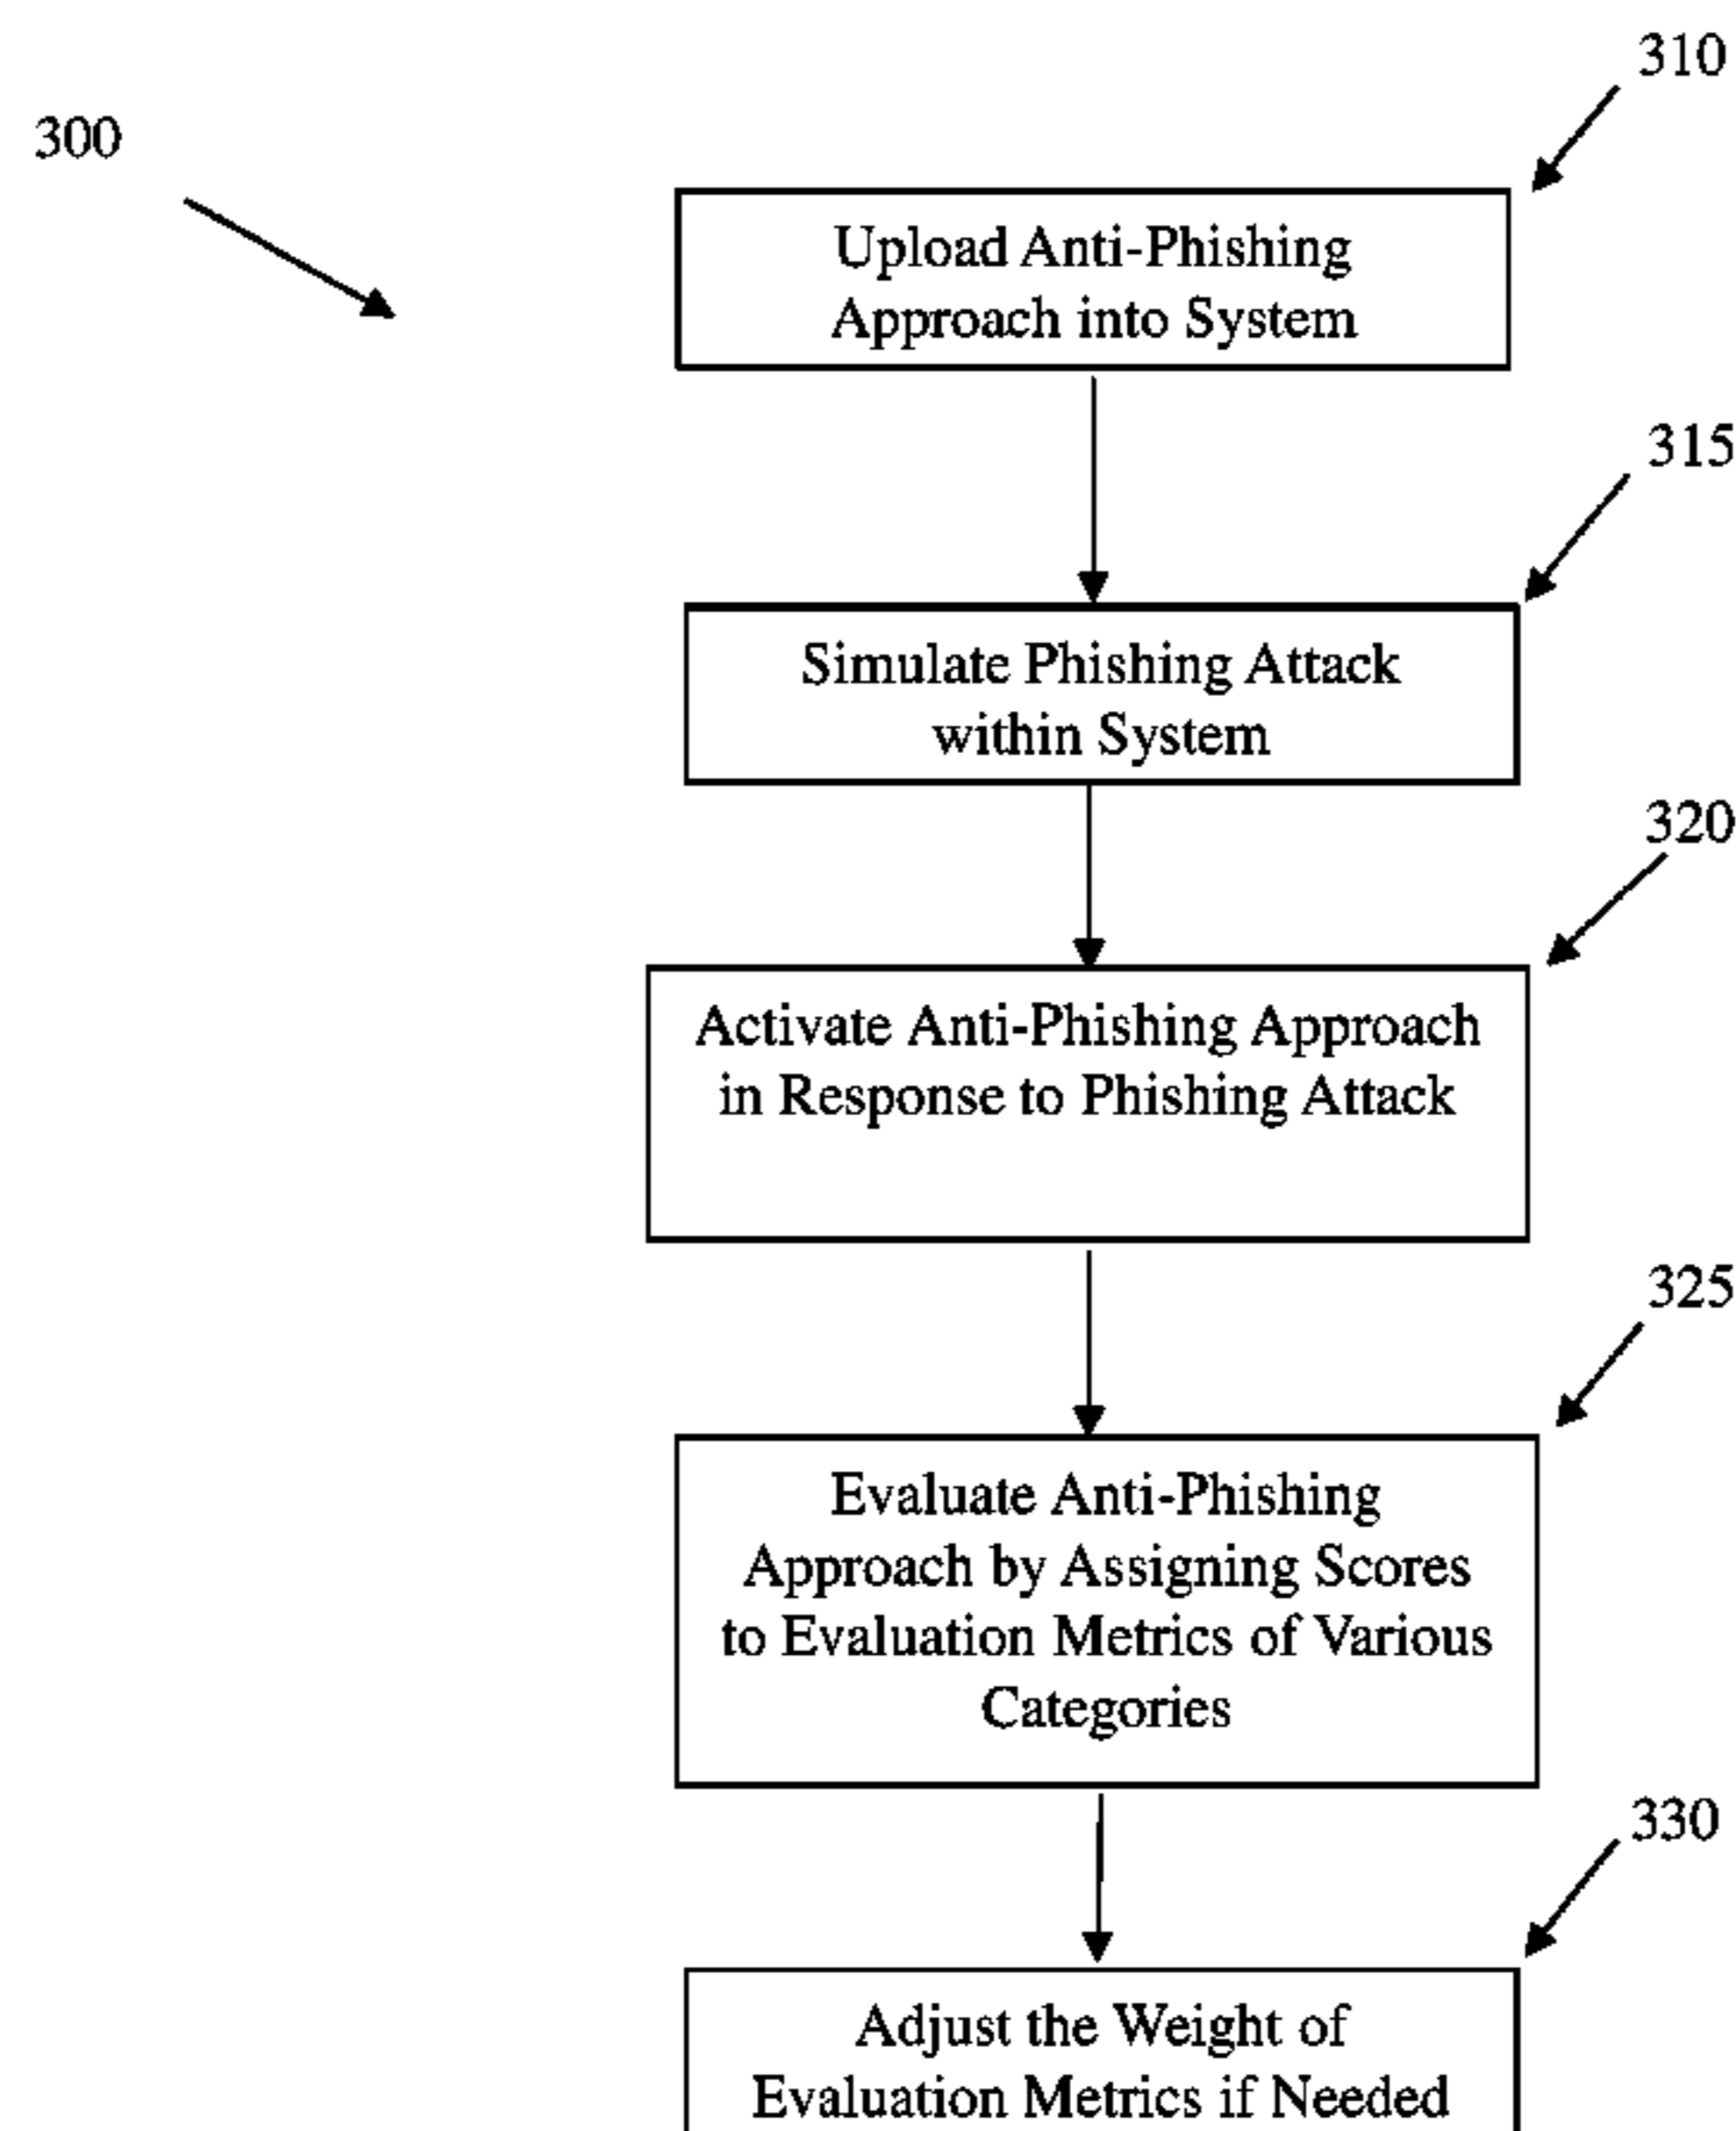 310
300
Upload Anti-Phishing
Approach into System
315
Simulate Phishing Attack
within System
320
Activate Anti-Phishing Approach
in Response to Phishing Attack
325
Evaluate Anti-Phishing
Approach by Assigning Scores
to Evaluation Metrics of Various
Categories
330
Adjust the Weight of
Evaluation Metrics if Needed